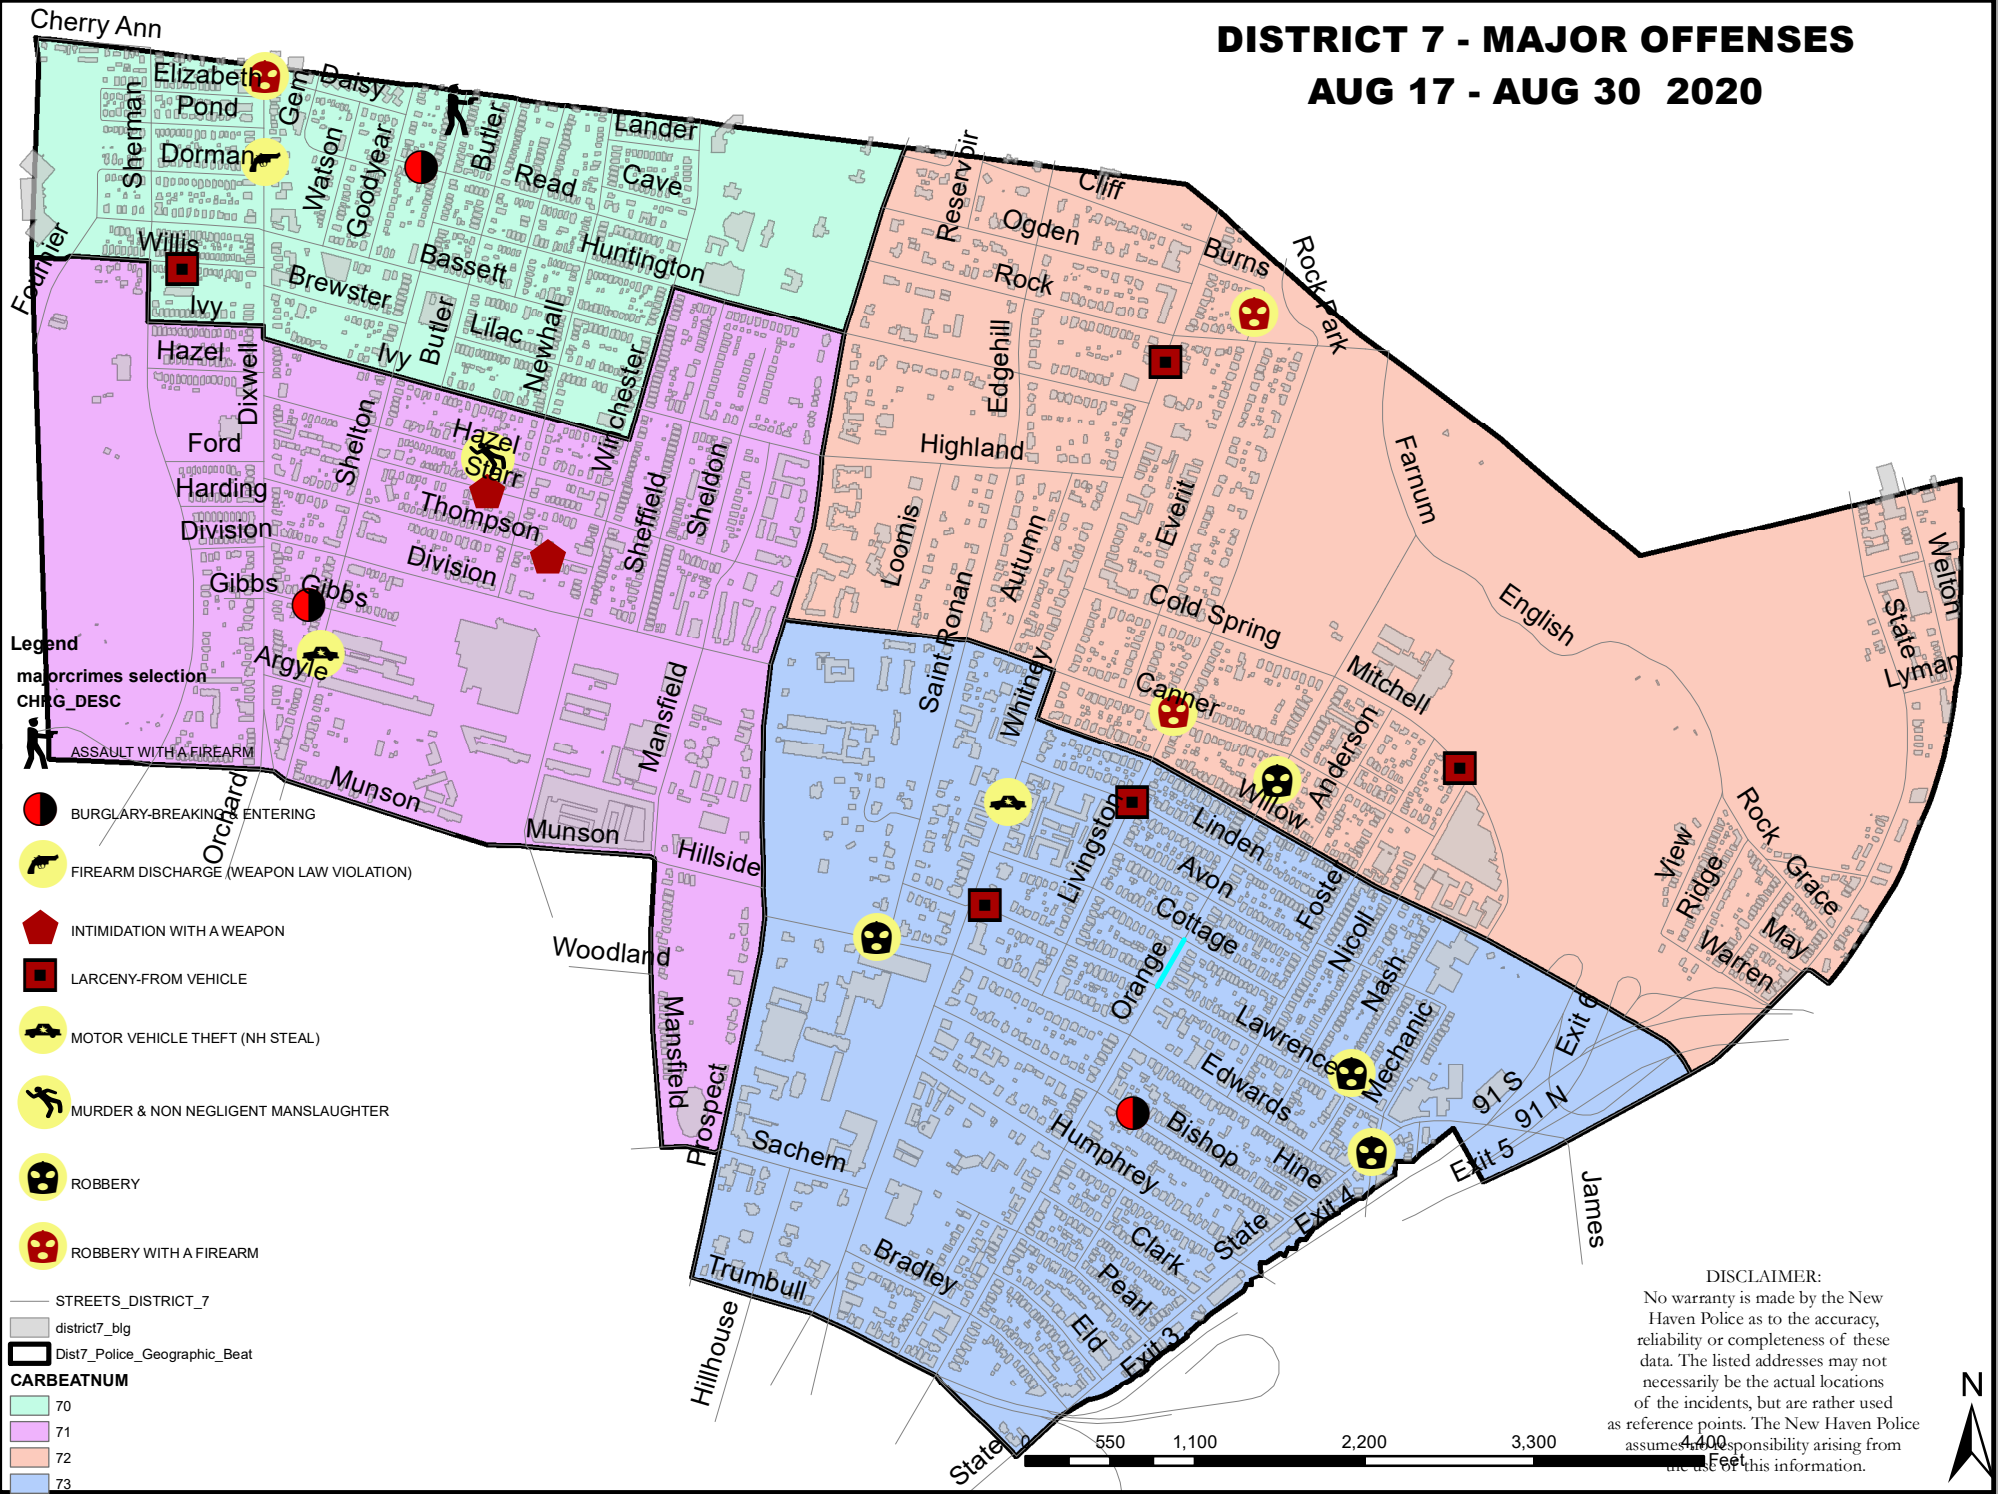 DISTRICT 7 - MAJOR OFFENSES
AUG 17 - AUG 30 2020
Cherry Ann
Elizabeth
Pond
Sherman
Gem
Daisy
Dorman
Watson
Goodyear
Butler
Read
Lander
Cave
Willis
Fournier
Ivy
Brewster
Bassett
Huntington
Butler
Lilac
Newhall
Ivy
Hazel
Dixwell
Winchester
Ford
Shelton
Hazel
Starr
Harding
Thompson
Division
Division
Sheffield
Sheldon
Gibbs
Gibbs
Argyle
Mansfield
Munson
Munson
Orchard
Hillside
Woodland
Mansfield
Prospect
Reservoir
Cliff
Ogden
Rock
Burns
Rock Park
Edgehill
Highland
Farnum
Loomis
Autumn
Everit
Saint Ronan
Cold Spring
English
Welton
State
Lyman
Whitney
Canner
Mitchell
Anderson
Willow
Linden
Livingston
Avon
Foster
Cottage
Nicoll
Nash
Orange
Lawrence
Mechanic
Edwards
View
Ridge
Rock
Grace
May
Warren
Exit 6
91 S
91 N
Exit 5
James
Bishop
Hine
Humphrey
Sachem
Exit 4
State
Clark
Pearl
Eld
Exit 3
Bradley
Trumbull
Hillhouse
State
Legend
majorcrimes selection
CHRG_DESC
ASSAULT WITH A FIREARM
BURGLARY-BREAKING & ENTERING
FIREARM DISCHARGE (WEAPON LAW VIOLATION)
INTIMIDATION WITH A WEAPON
LARCENY-FROM VEHICLE
MOTOR VEHICLE THEFT (NH STEAL)
MURDER & NON NEGLIGENT MANSLAUGHTER
ROBBERY
ROBBERY WITH A FIREARM
STREETS_DISTRICT_7
district7_blg
Dist7_Police_Geographic_Beat
CARBEATNUM
70
71
72
73
DISCLAIMER:
No warranty is made by the New
Haven Police as to the accuracy,
reliability or completeness of these
data. The listed addresses may not
necessarily be the actual locations
of the incidents, but are rather used
as reference points. The New Haven Police
assumes no responsibility arising from
the use of this information.
0 550 1,100 2,200 3,300 4,400
Feet
N